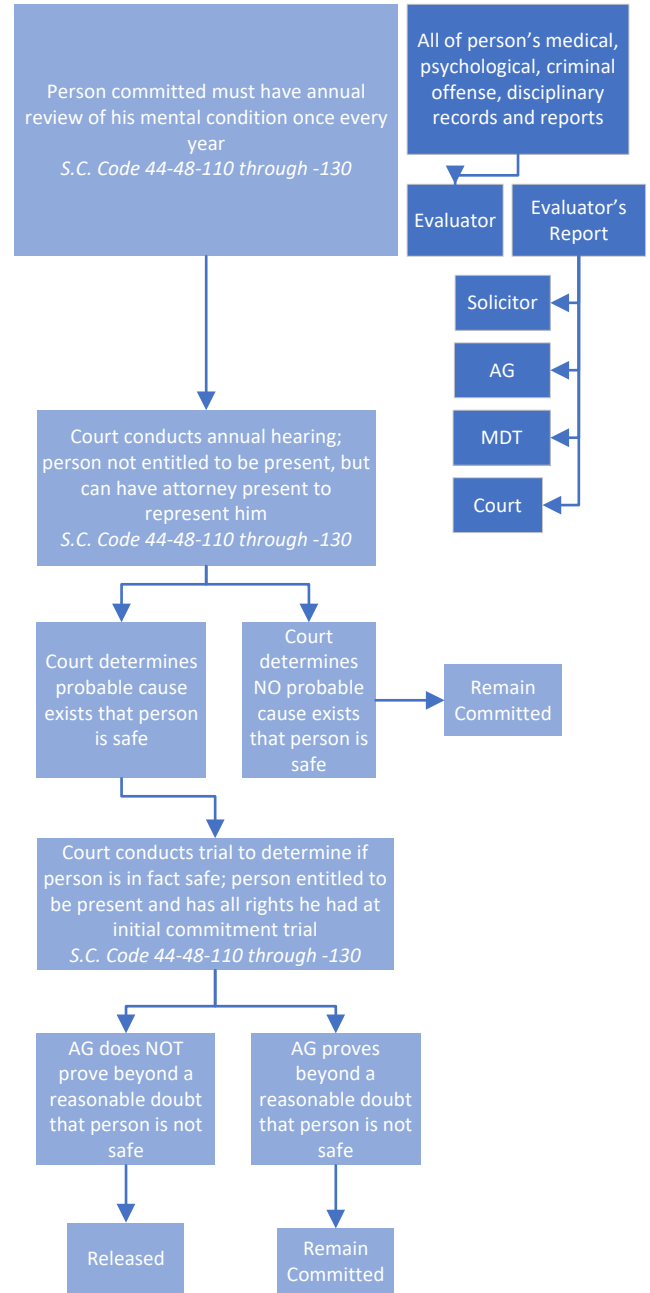 Person committed must have annual
review of his mental condition once every
year
S.C. Code 44-48-110 through -130
All of person’s medical,
psychological, criminal
offense, disciplinary
records and reports
Evaluator
Evaluator’s
Report
Solicitor
AG
MDT
Court
Court conducts annual hearing;
person not entitled to be present, but
can have attorney present to
represent him
S.C. Code 44-48-110 through -130
Court determines
probable cause
exists that person
is safe
Court
determines
NO probable
cause exists
that person is
safe
Remain
Committed
Court conducts trial to determine if
person is in fact safe; person entitled to
be present and has all rights he had at
initial commitment trial
S.C. Code 44-48-110 through -130
AG does NOT
prove beyond a
reasonable doubt
that person is not
safe
AG proves
beyond a
reasonable doubt
that person is not
safe
Released
Remain
Committed